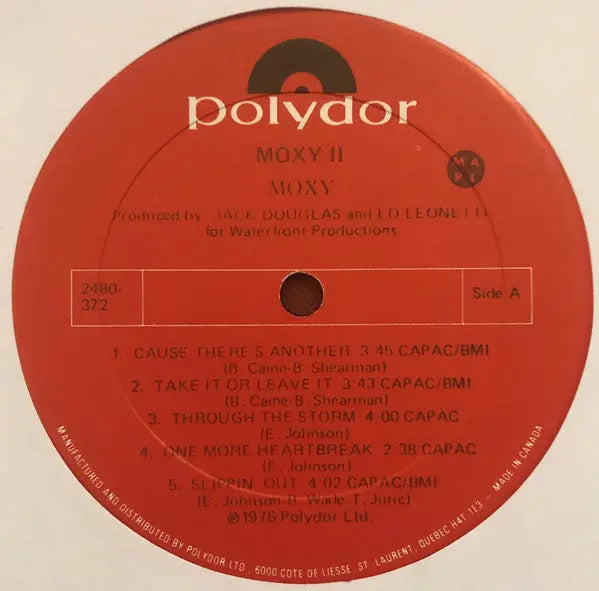 polydor
MOXY II
MOXY
M A
P L
Produced by JACK DOUGLAS and ED LEONETTI
for Waterfront Productions
2480-
372
Side A
1. CAUSE THERE'S ANOTHER 3:45 CAPAC/BMI
(B. Caine-B. Shearman)
2. TAKE IT OR LEAVE IT 3:43 CAPAC/BMI
(B. Caine-B. Shearman)
3. THROUGH THE STORM 4:00 CAPAC
(E. Johnson)
4. ONE MORE HEARTBREAK 2:38 CAPAC
(E. Johnson)
5. SLIPPIN' OUT 4:02 CAPAC/BMI
(E. Johnson-B. Wade-T. Juric)
℗1976 Polydor Ltd.
MANUFACTURED AND DISTRIBUTED BY POLYDOR LTD., 6000 COTE DE LIESSE, ST. LAURENT, QUEBEC H4T 1E3 – MADE IN CANADA